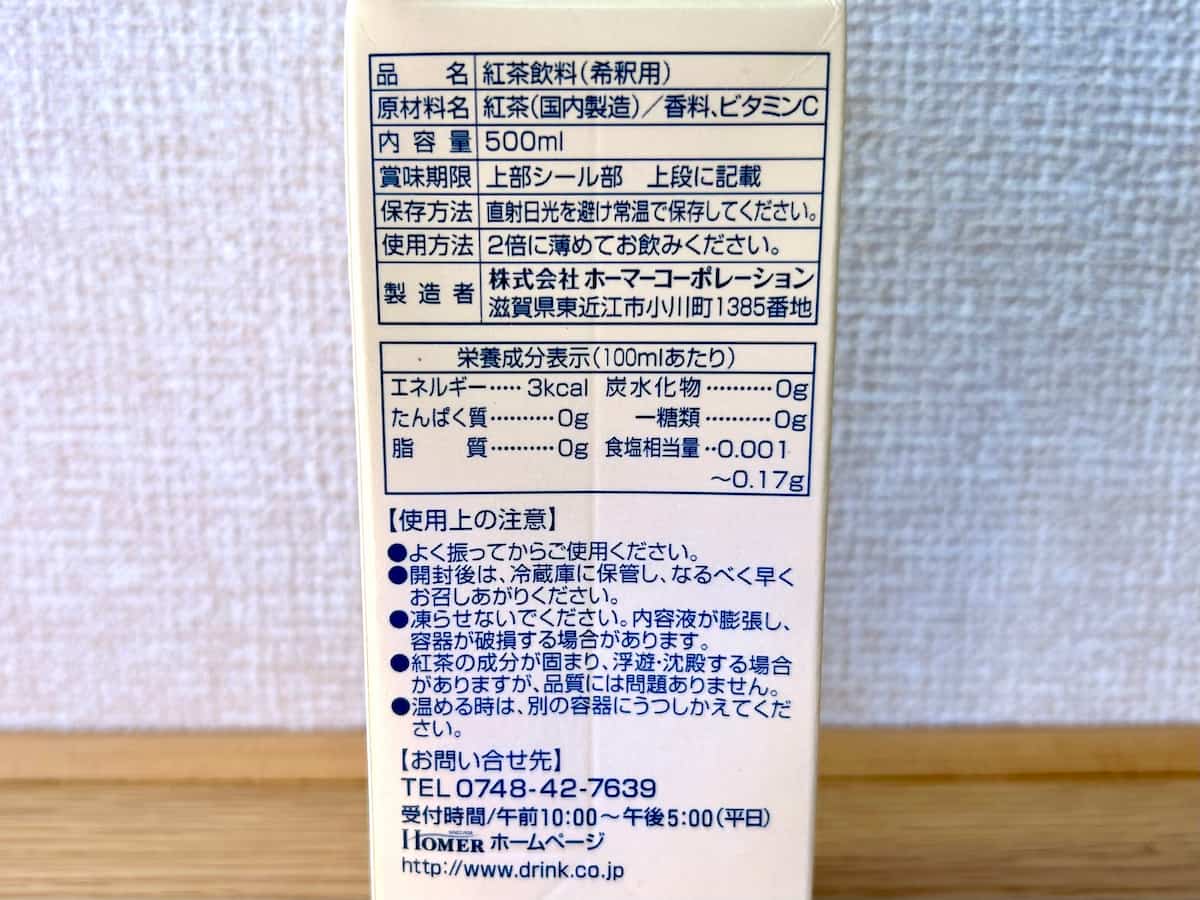 品名 紅茶飲料(希釈用)
原材料名 紅茶(国内製造)/香料、ビタミンC
内容量 500ml
賞味期限 上部シール部 上段に記載
保存方法 直射日光を避け常温で保存してください。
使用方法 2倍に薄めてお飲みください。
製造者 株式会社 ホーマーコーポレーション
滋賀県東近江市小川町1385番地
栄養成分表示(100mlあたり)
エネルギー‥‥‥3kcal 炭水化物‥‥‥‥‥0g
たんぱく質‥‥‥‥‥0g ー糖類‥‥‥‥‥0g
脂質‥‥‥‥‥0g 食塩相当量‥0.001
～0.17g
【使用上の注意】
●よく振ってからご使用ください。
●開封後は、冷蔵庫に保管し、なるべく早く
お召しあがりください。
●凍らせないでください。内容液が膨張し、
容器が破損する場合があります。
●紅茶の成分が固まり、浮遊・沈殿する場合
がありますが、品質には問題ありません。
●温める時は、別の容器にうつしかえてくだ
さい。
【お問い合せ先】
TEL 0748-42-7639
受付時間/午前10:00～午後5:00(平日)
HOMER ホームページ
http://www.drink.co.jp